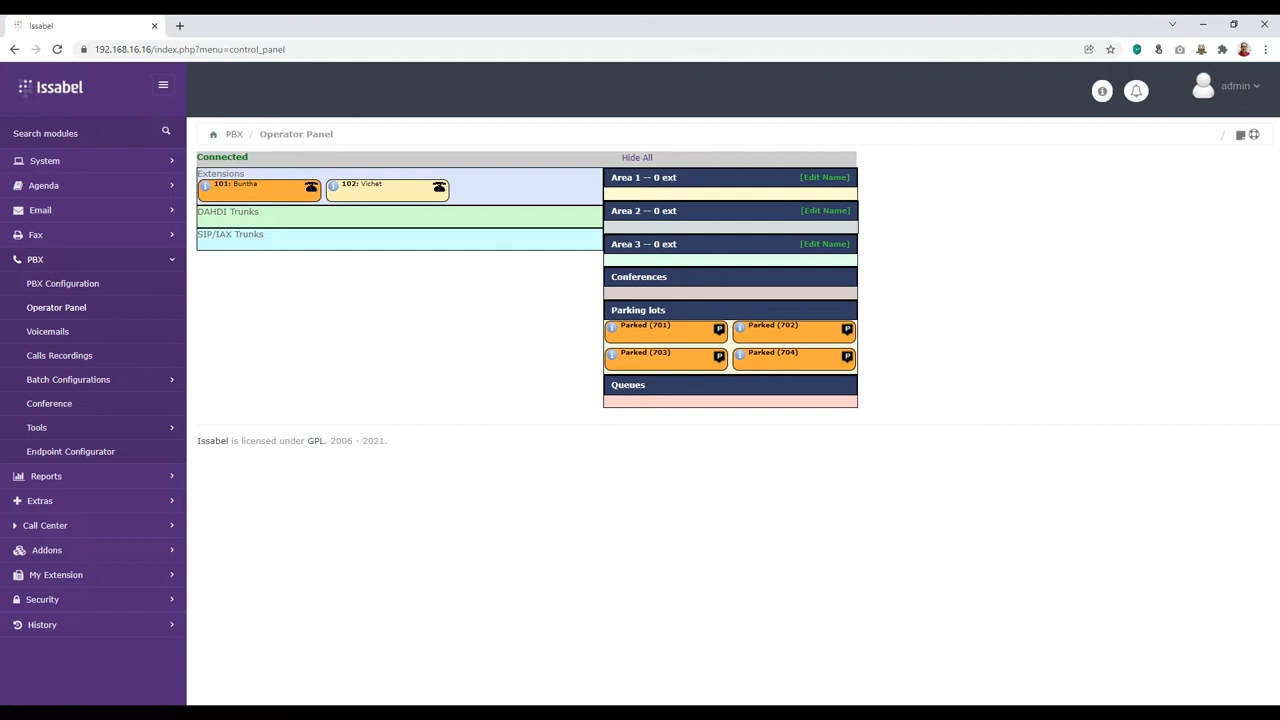 Issabel
192.168.16.16/index.php?menu=control_panel
Issabel
admin
Search modules
System
Agenda
Email
Fax
PBX
PBX Configuration
Operator Panel
Voicemails
Calls Recordings
Batch Configurations
Conference
Tools
Endpoint Configurator
Reports
Extras
Call Center
Addons
My Extension
Security
History
PBX / Operator Panel
/
Connected
Hide All
Extensions
101: Buntha
102: Vichet
DAHDI Trunks
SIP/IAX Trunks
Area 1 -- 0 ext [Edit Name]
Area 2 -- 0 ext [Edit Name]
Area 3 -- 0 ext [Edit Name]
Conferences
Parking lots
Parked (701) P
Parked (702) P
Parked (703) P
Parked (704) P
Queues
Issabel is licensed under GPL. 2006 - 2021.